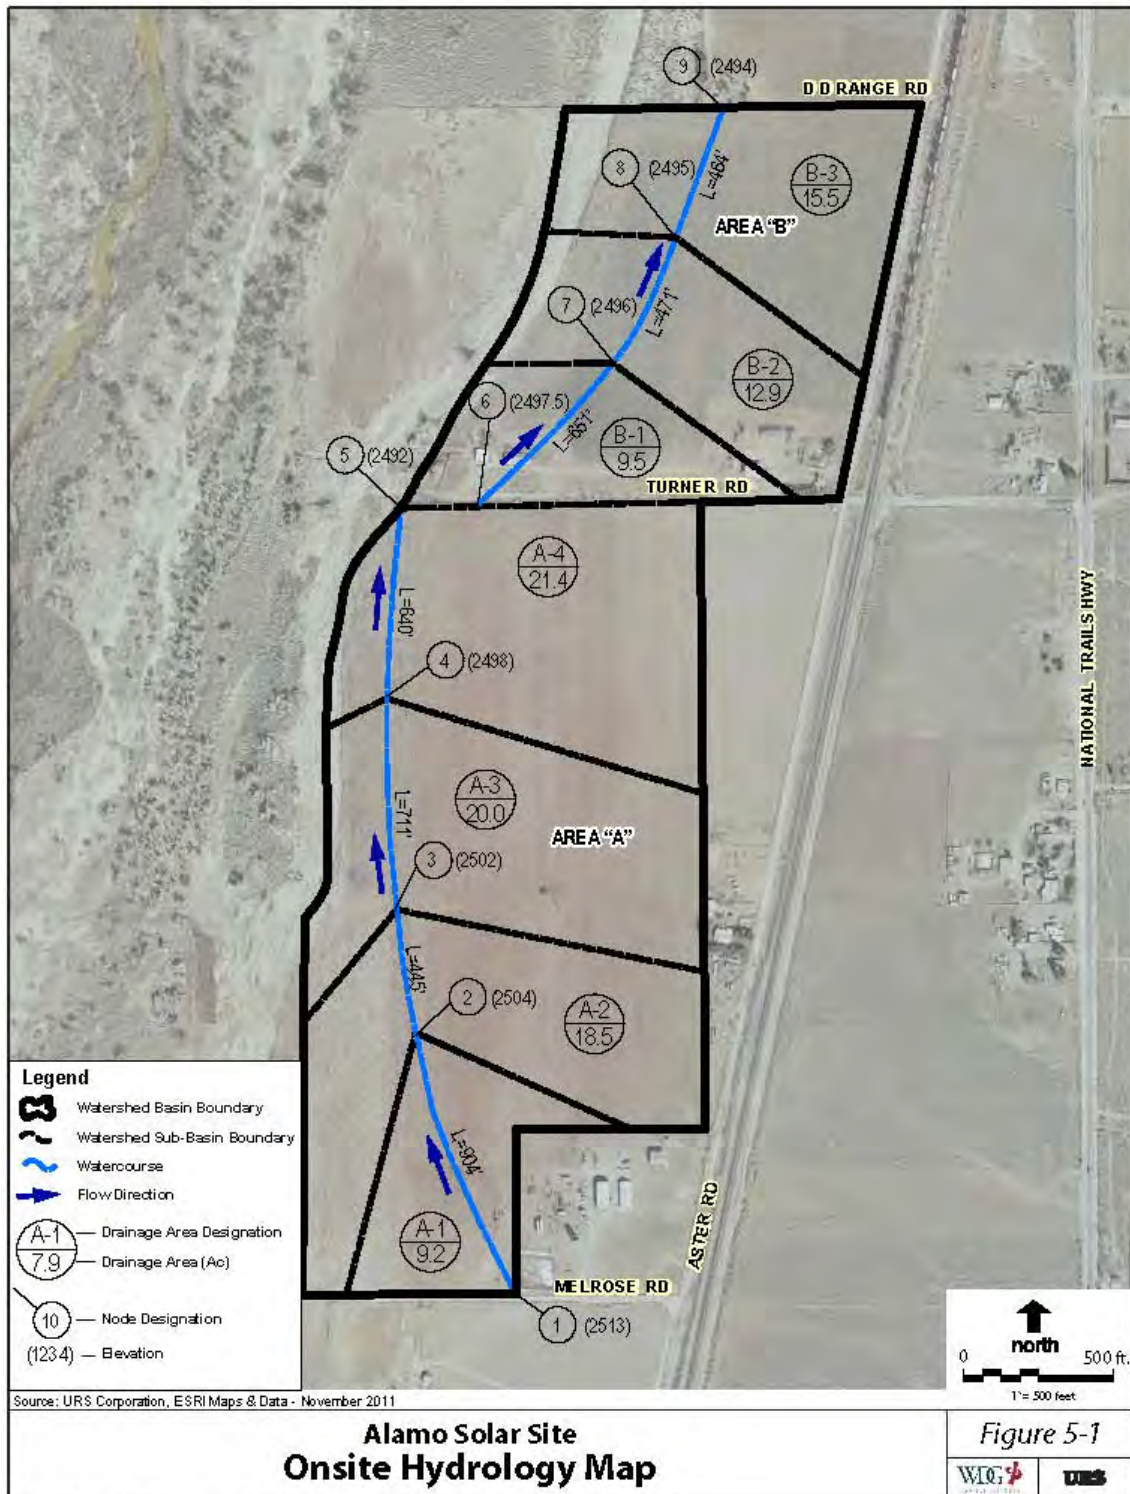 9 (2494)
D D RANGE RD
8 (2495)
L=464'
B-3
15.5
AREA "B"
7 (2496)
L=471'
B-2
12.9
6 (2497.5)
L=651'
B-1
9.5
5 (2492)
TURNER RD
A-4
21.4
L=640'
4 (2498)
NATIONAL TRAILS HWY
A-3
20.0
L=711'
AREA "A"
3 (2502)
L=445'
2 (2504)
A-2
18.5
L=904'
ASTER RD
A-1
9.2
MELROSE RD
1 (2513)
Legend
Watershed Basin Boundary
Watershed Sub-Basin Boundary
Watercourse
Flow Direction
A-1 — Drainage Area Designation
7.9 — Drainage Area (Ac)
10 — Node Designation
(1234) — Elevation
north
0 500 ft.
1"= 500 feet
Source: URS Corporation, ESRI Maps & Data - November 2011
Alamo Solar Site
Onsite Hydrology Map
Figure 5-1
WDG
URS